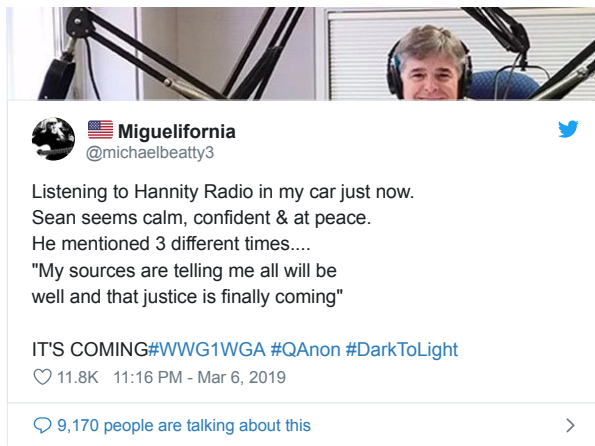 Miguelifornia
@michaelbeatty3
Listening to Hannity Radio in my car just now.
Sean seems calm, confident & at peace.
He mentioned 3 different times....
"My sources are telling me all will be
well and that justice is finally coming"
IT'S COMING#WWG1WGA #QAnon #DarkToLight
11.8K 11:16 PM - Mar 6, 2019
9,170 people are talking about this